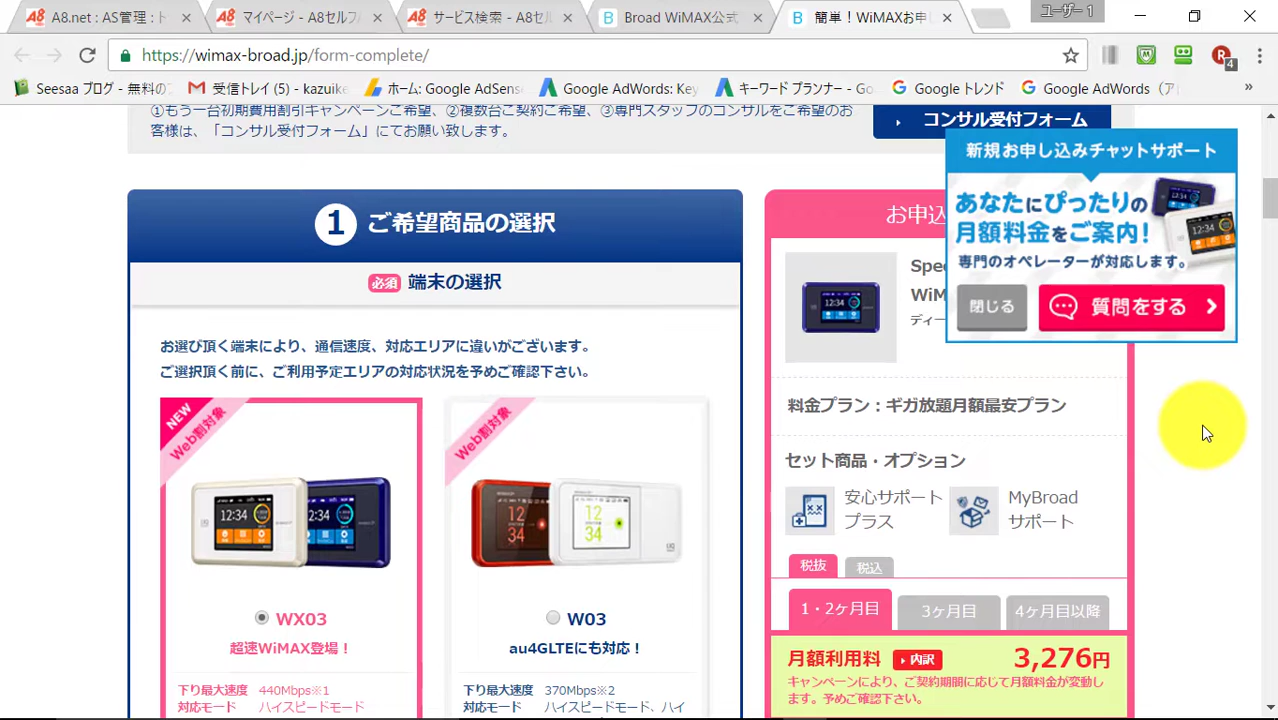 A8.net : AS管理 : ト
マイページ - A8セルフ
サービス検索 - A8セル
Broad WiMAX公式
簡単！WiMAXお申し
ユーザー 1
https://wimax-broad.jp/form-complete/
4
Seesaa ブログ - 無料のブ
受信トレイ (5) - kazuke
ホーム: Google AdSens
Google AdWords: Key
キーワード プランナー - Go
Google トレンド
Google AdWords（ア
①もう一台初期費用割引キャンペーンご希望、②複数台ご契約ご希望、③専門スタッフのコンサルをご希望のお
客様は、「コンサル受付フォーム」にてお願い致します。
コンサル受付フォーム
新規お申し込みチャットサポート
あなたにぴったりの
月額料金をご案内!
専門のオペレーターが対応します。
閉じる
質問をする
1 ご希望商品の選択
必須 端末の選択
お選び頂く端末により、通信速度、対応エリアに違いがございます。
ご選択頂く前に、ご利用予定エリアの対応状況を予めご確認下さい。
NEW
Web割対象
12:34
WX03
超速WiMAX登場！
下り最大速度 440Mbps※1
対応モード ハイスピードモード
Web割対象
12
34
W03
au4GLTEにも対応！
下り最大速度 370Mbps※2
対応モード ハイスピードモード、ハイ
お申込
Spee
WiM
ディー
料金プラン：ギガ放題月額最安プラン
セット商品・オプション
安心サポート
プラス
MyBroad
サポート
税抜
税込
1・2ヶ月目
3ヶ月目
4ヶ月目以降
月額利用料 内訳 3,276円
キャンペーンにより、ご契約期間に応じて月額料金が変動し
ます。予めご確認下さい。